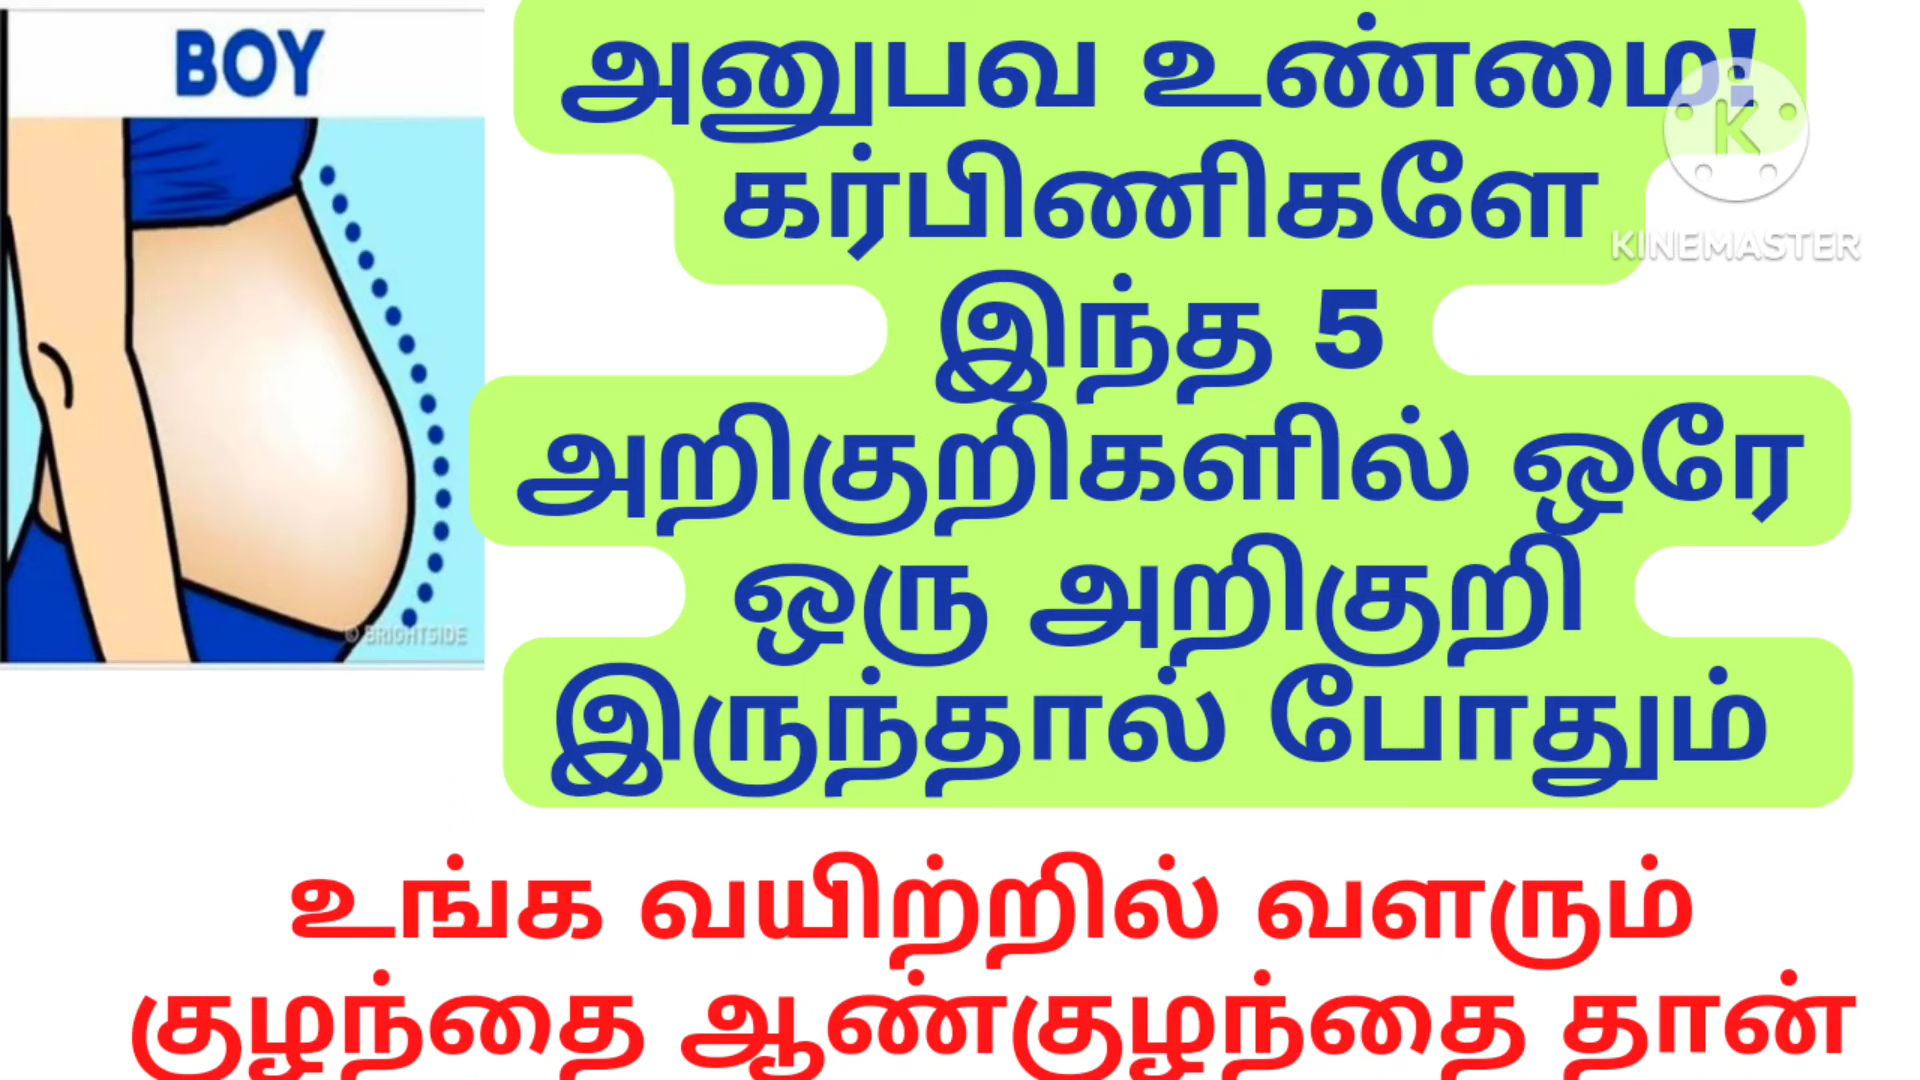 BOY
அனுபவ உண்மை!
கர்பிணிகளே
இந்த 5
அறிகுறிகளில் ஒரே
ஒரு அறிகுறி
இருந்தால் போதும்
உங்க வயிற்றில் வளரும்
குழந்தை ஆண்குழந்தை தான்
K
KINEMASTER
© BRIGHTSIDE